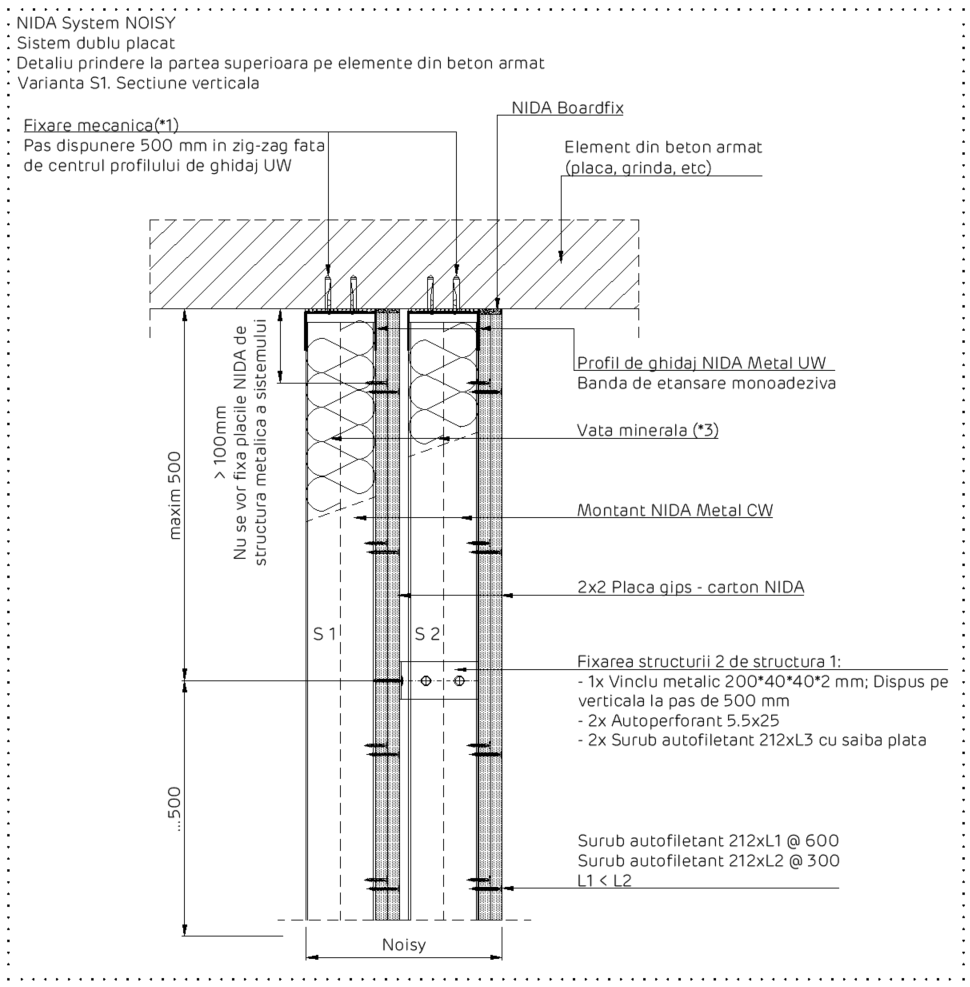 NIDA System NOISY
Sistem dublu placat
Detaliu prindere la partea superioara pe elemente din beton armat
Varianta S1. Sectiune verticala
NIDA Boardfix
Fixare mecanica(*1)
Pas dispunere 500 mm in zig-zag fata
de centrul profilului de ghidaj UW
Element din beton armat
(placa, grinda, etc)
> 100mm
Nu se vor fixa placile NIDA de
structura metalica a sistemului
maxim 500
...500
Profil de ghidaj NIDA Metal UW
Banda de etansare monoadeziva
Vata minerala (*3)
Montant NIDA Metal CW
2x2 Placa gips - carton NIDA
S 1
S 2
Fixarea structurii 2 de structura 1:
- 1x Vinclu metalic 200*40*40*2 mm; Dispus pe
verticala la pas de 500 mm
- 2x Autoperforant 5.5x25
- 2x Surub autofiletant 212xL3 cu saiba plata
Surub autofiletant 212xL1 @ 600
Surub autofiletant 212xL2 @ 300
L1 < L2
Noisy